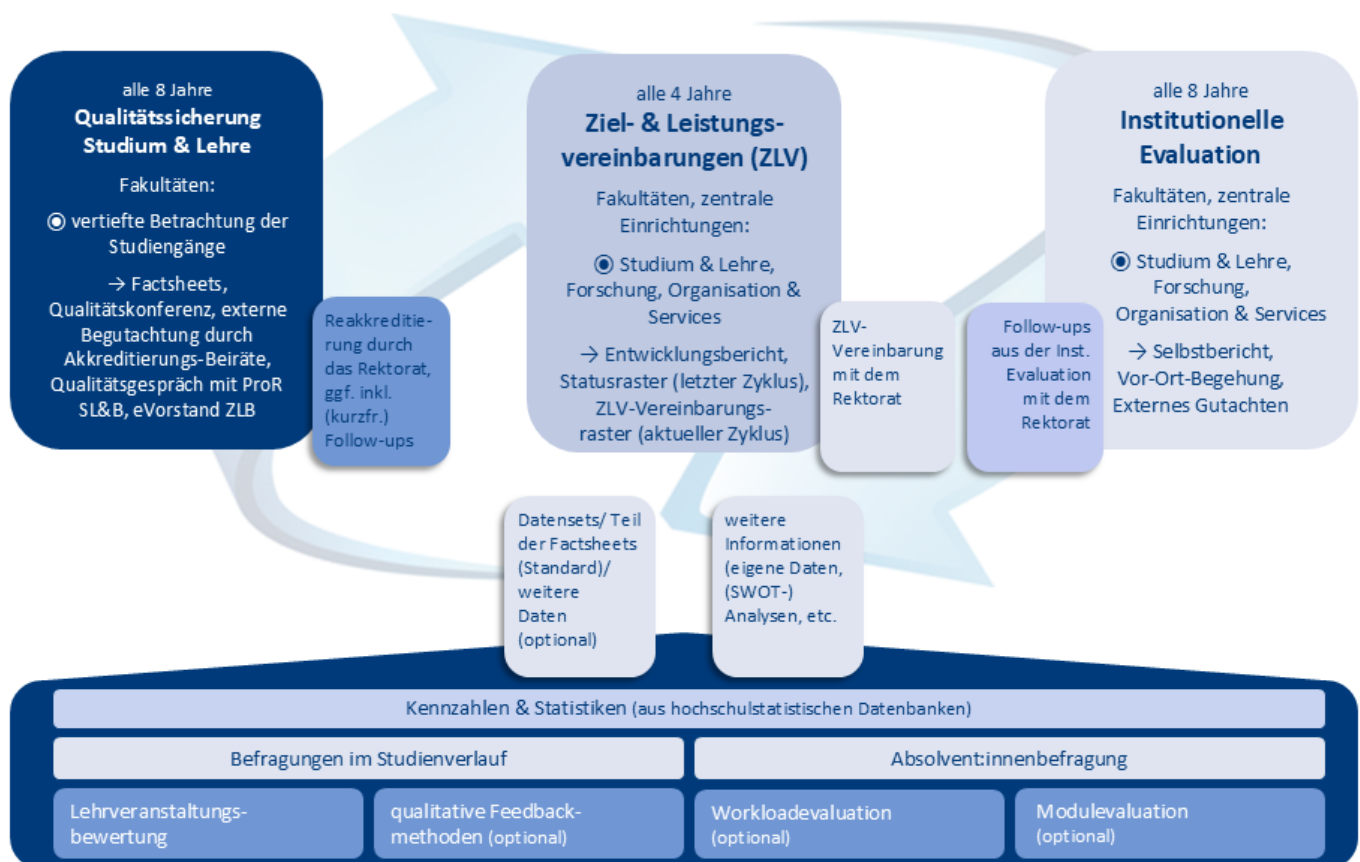 alle 8 Jahre
Qualitätssicherung
Studium & Lehre
Fakultäten:
◉ vertiefte Betrachtung der
Studiengänge
→ Factsheets,
Qualitätskonferenz, externe
Begutachtung durch
Akkreditierungs-Beiräte,
Qualitätsgespräch mit ProR
SL&B, eVorstand ZLB
Reakkreditie-
rung durch
das Rektorat,
ggf. inkl.
(kurzfr.)
Follow-ups
alle 4 Jahre
Ziel- & Leistungs-
vereinbarungen (ZLV)
Fakultäten, zentrale
Einrichtungen:
◉ Studium & Lehre,
Forschung, Organisation &
Services
→ Entwicklungsbericht,
Statusraster (letzter Zyklus),
ZLV-Vereinbarungs-
raster (aktueller Zyklus)
ZLV-
Vereinbarung
mit dem
Rektorat
Follow-ups
aus der Inst.
Evaluation
mit dem
Rektorat
alle 8 Jahre
Institutionelle
Evaluation
Fakultäten, zentrale
Einrichtungen:
◉ Studium & Lehre,
Forschung,
Organisation & Services
→ Selbstbericht,
Vor-Ort-Begehung,
Externes Gutachten
Datensets/ Teil
der Factsheets
(Standard)/
weitere
Daten
(optional)
weitere
Informationen
(eigene Daten,
(SWOT-)
Analysen, etc.
Kennzahlen & Statistiken (aus hochschulstatistischen Datenbanken)
Befragungen im Studienverlauf
Absolvent:innenbefragung
Lehrveranstaltungs-
bewertung
qualitative Feedback-
methoden (optional)
Workloadevaluation
(optional)
Modulevaluation
(optional)